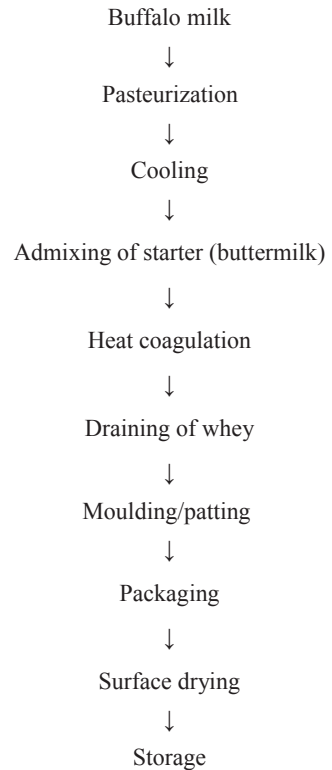 Buffalo milk
↓
Pasteurization
↓
Cooling
↓
Admixing of starter (buttermilk)
↓
Heat coagulation
↓
Draining of whey
↓
Moulding/patting
↓
Packaging
↓
Surface drying
↓
Storage